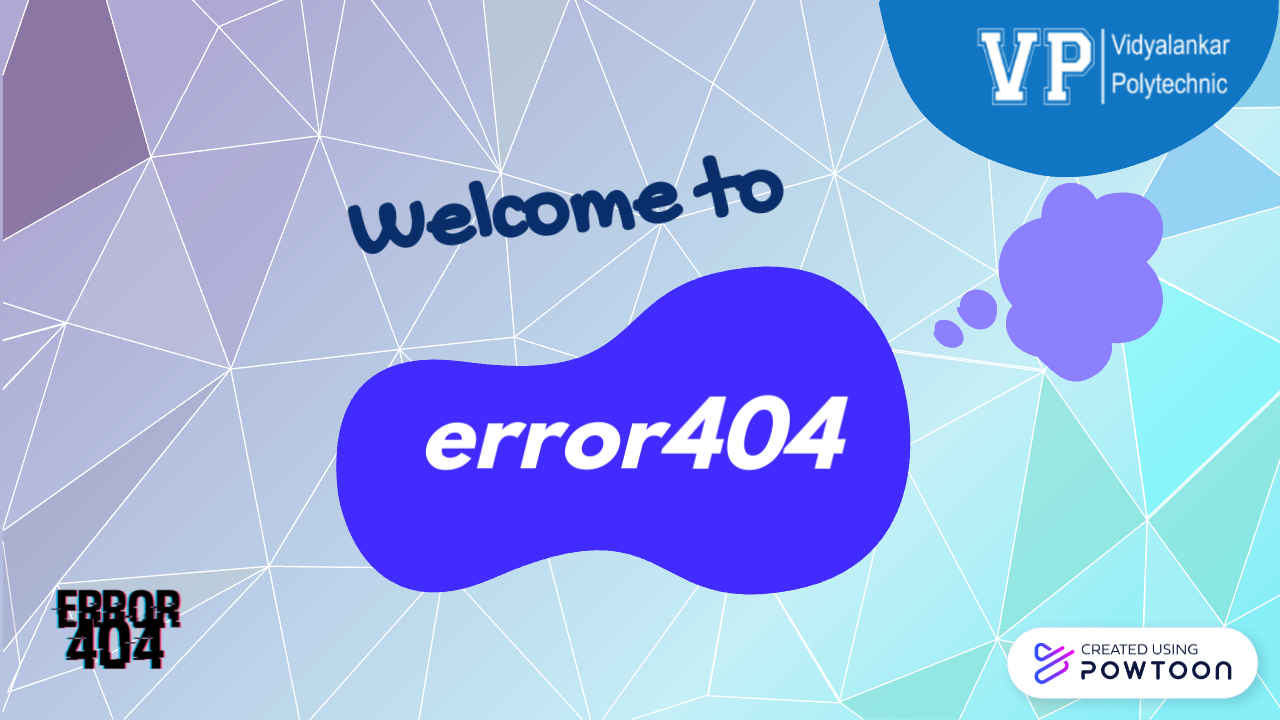 VP
Vidyalankar
Polytechnic
Welcome to
error404
ERROR
404
CREATED USING
POWTOON